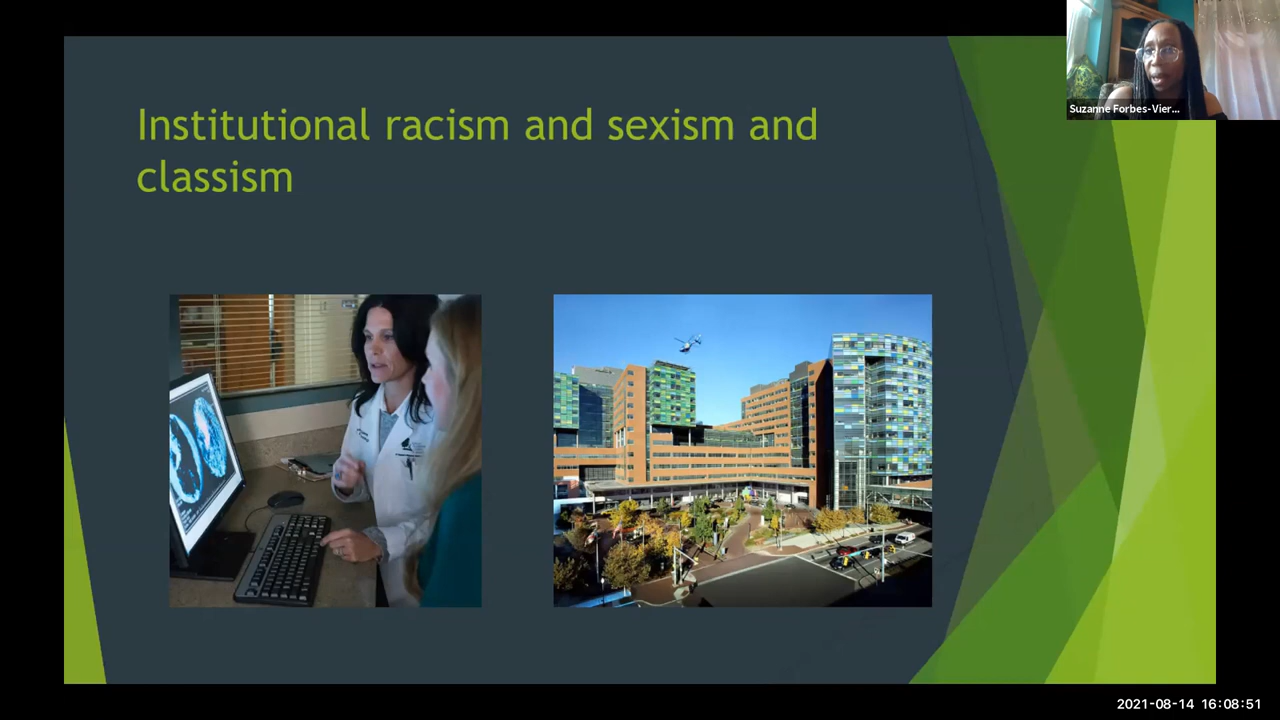 Institutional racism and sexism and
classism
Suzanne Forbes-Vier...
2021-08-14 16:08:51